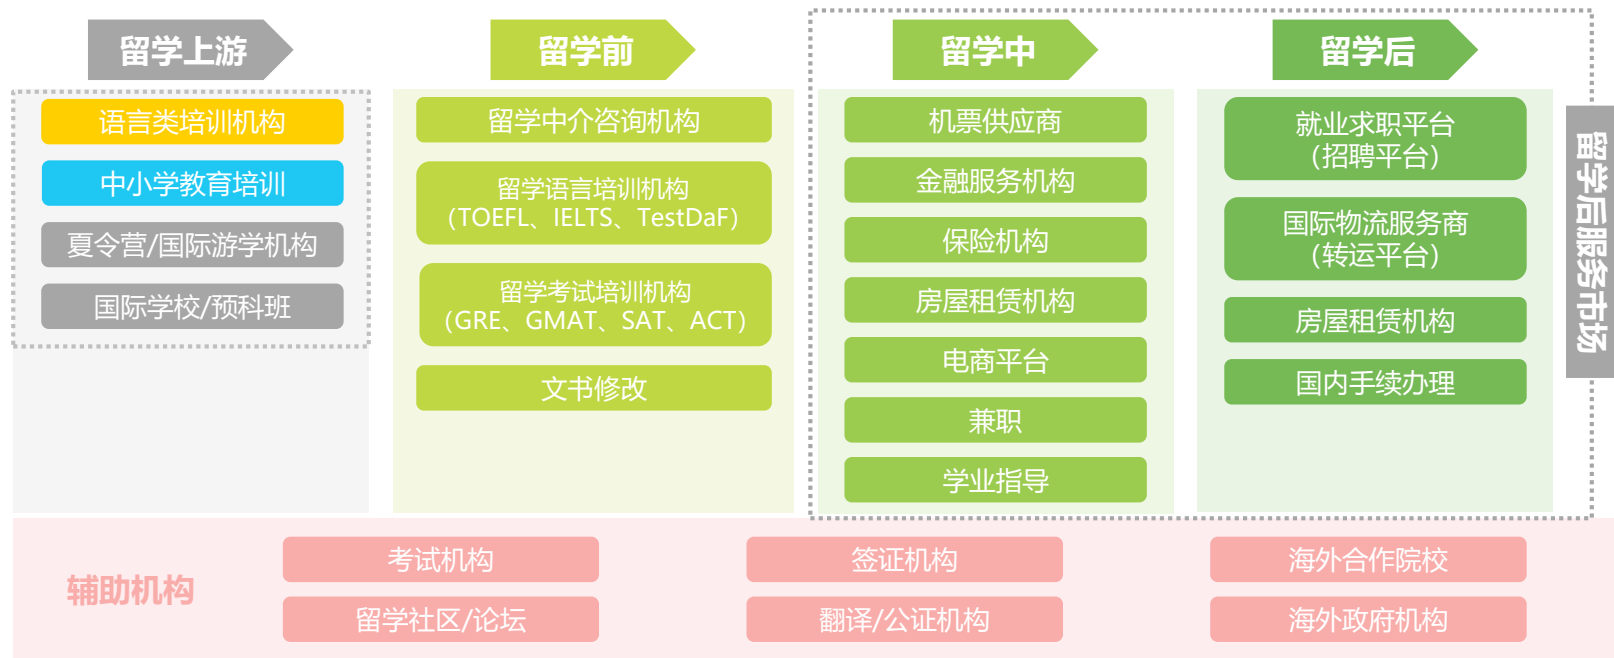 留学上游
语言类培训机构
中小学教育培训
夏令营/国际游学机构
国际学校/预科班
留学前
留学中介咨询机构
留学语言培训机构
（TOEFL、IELTS、TestDaF）
留学考试培训机构
（GRE、GMAT、SAT、ACT）
文书修改
留学中
机票供应商
金融服务机构
保险机构
房屋租赁机构
电商平台
兼职
学业指导
留学后
就业求职平台
（招聘平台）
国际物流服务商
（转运平台）
房屋租赁机构
国内手续办理
留学后服务市场
辅助机构
考试机构
签证机构
海外合作院校
留学社区/论坛
翻译/公证机构
海外政府机构